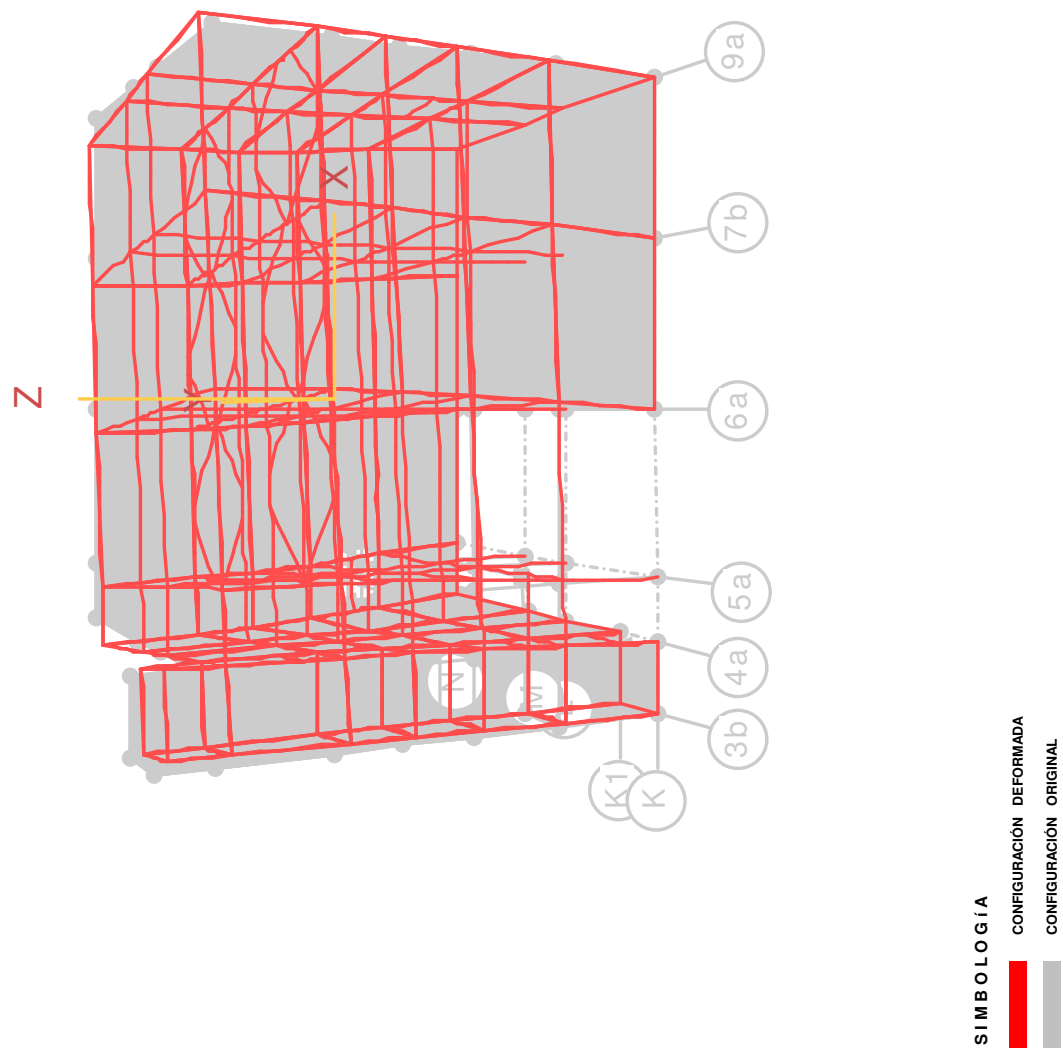 9a
7b
6a
5a
4a
3b
K
K1
M
N
X
Y
Z
SIMBOLOGíA
CONFIGURACIÓN DEFORMADA
CONFIGURACIÓN ORIGINAL